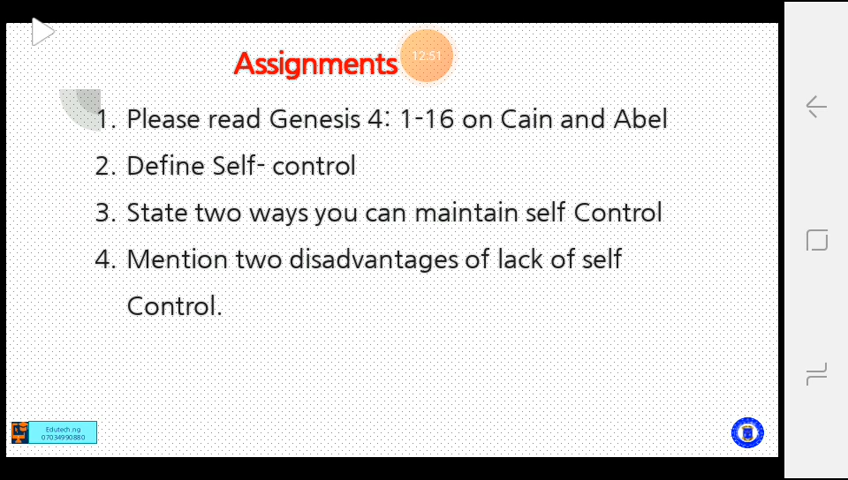 Assignments
12:51
1. Please read Genesis 4: 1-16 on Cain and Abel
2. Define Self- control
3. State two ways you can maintain self Control
4. Mention two disadvantages of lack of self
Control.
Edutech ng
07034990880